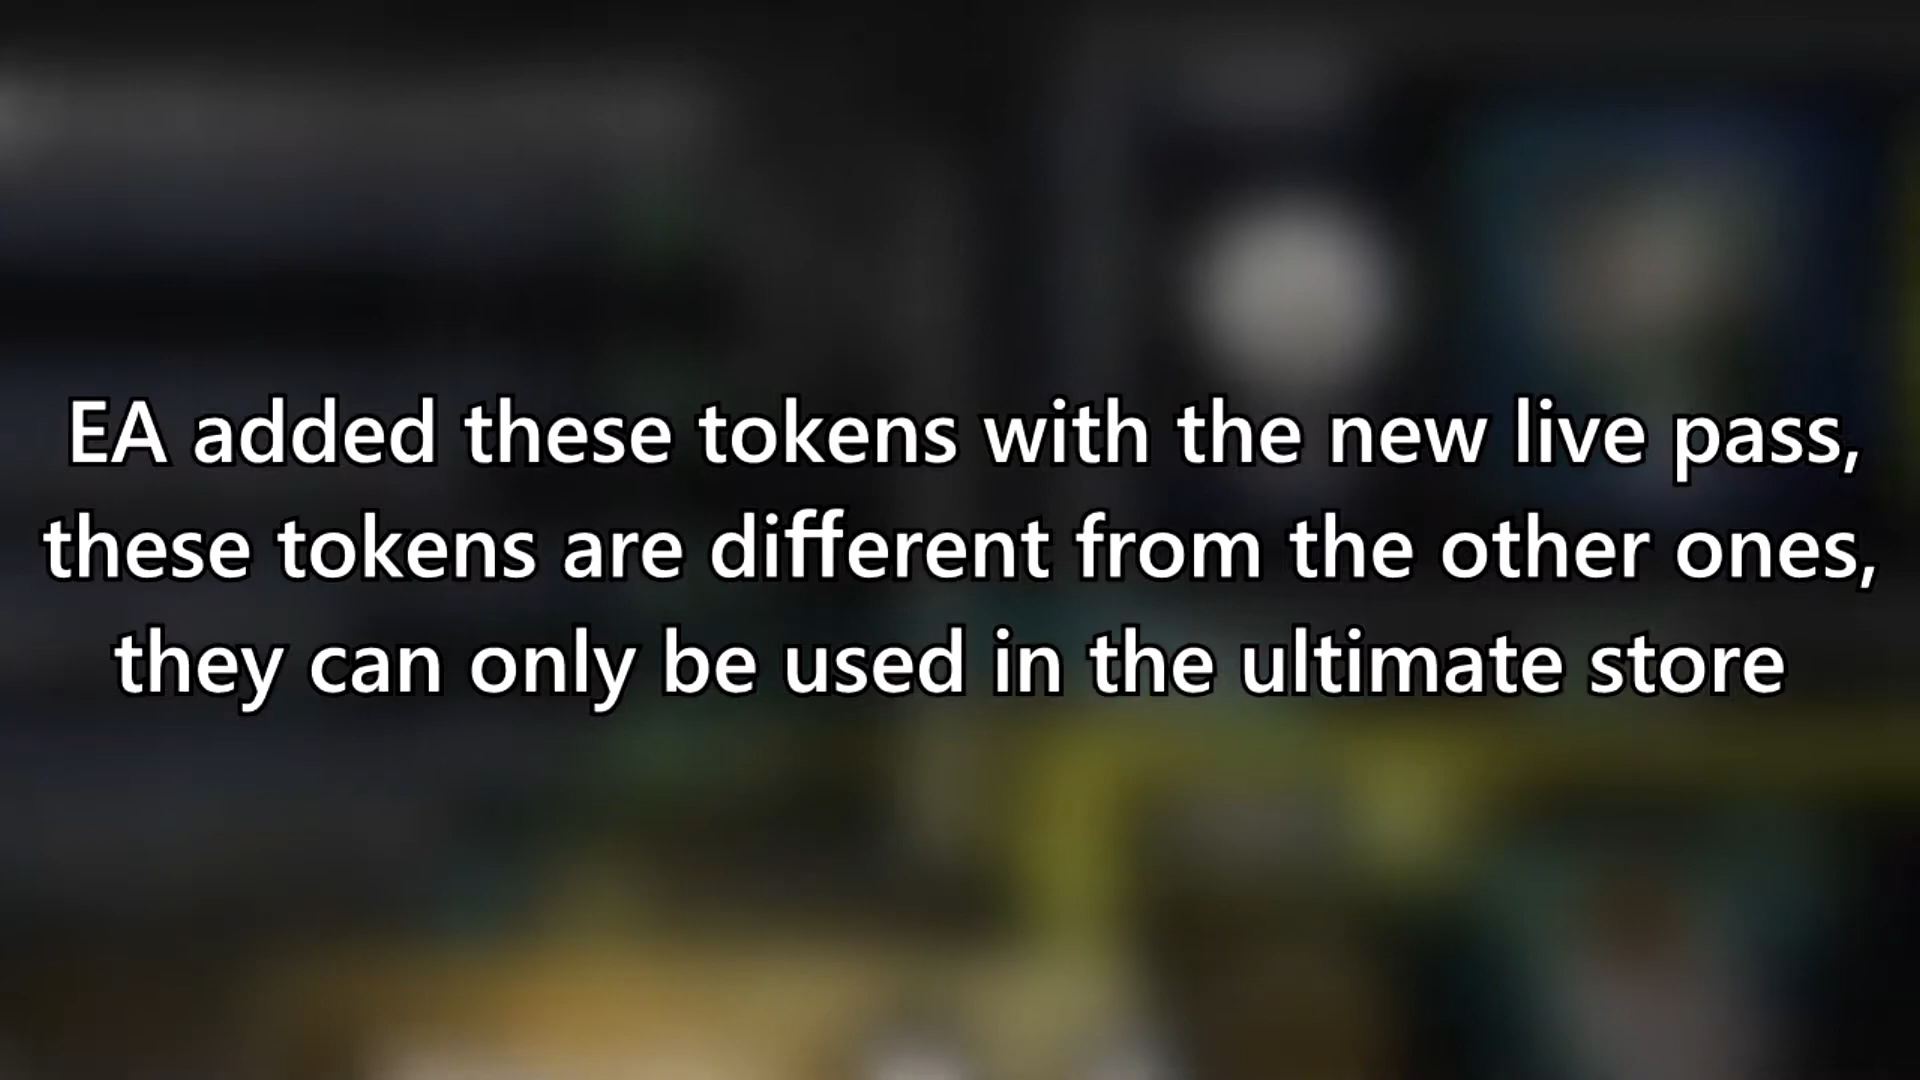 EA added these tokens with the new live pass,
these tokens are different from the other ones,
they can only be used in the ultimate store